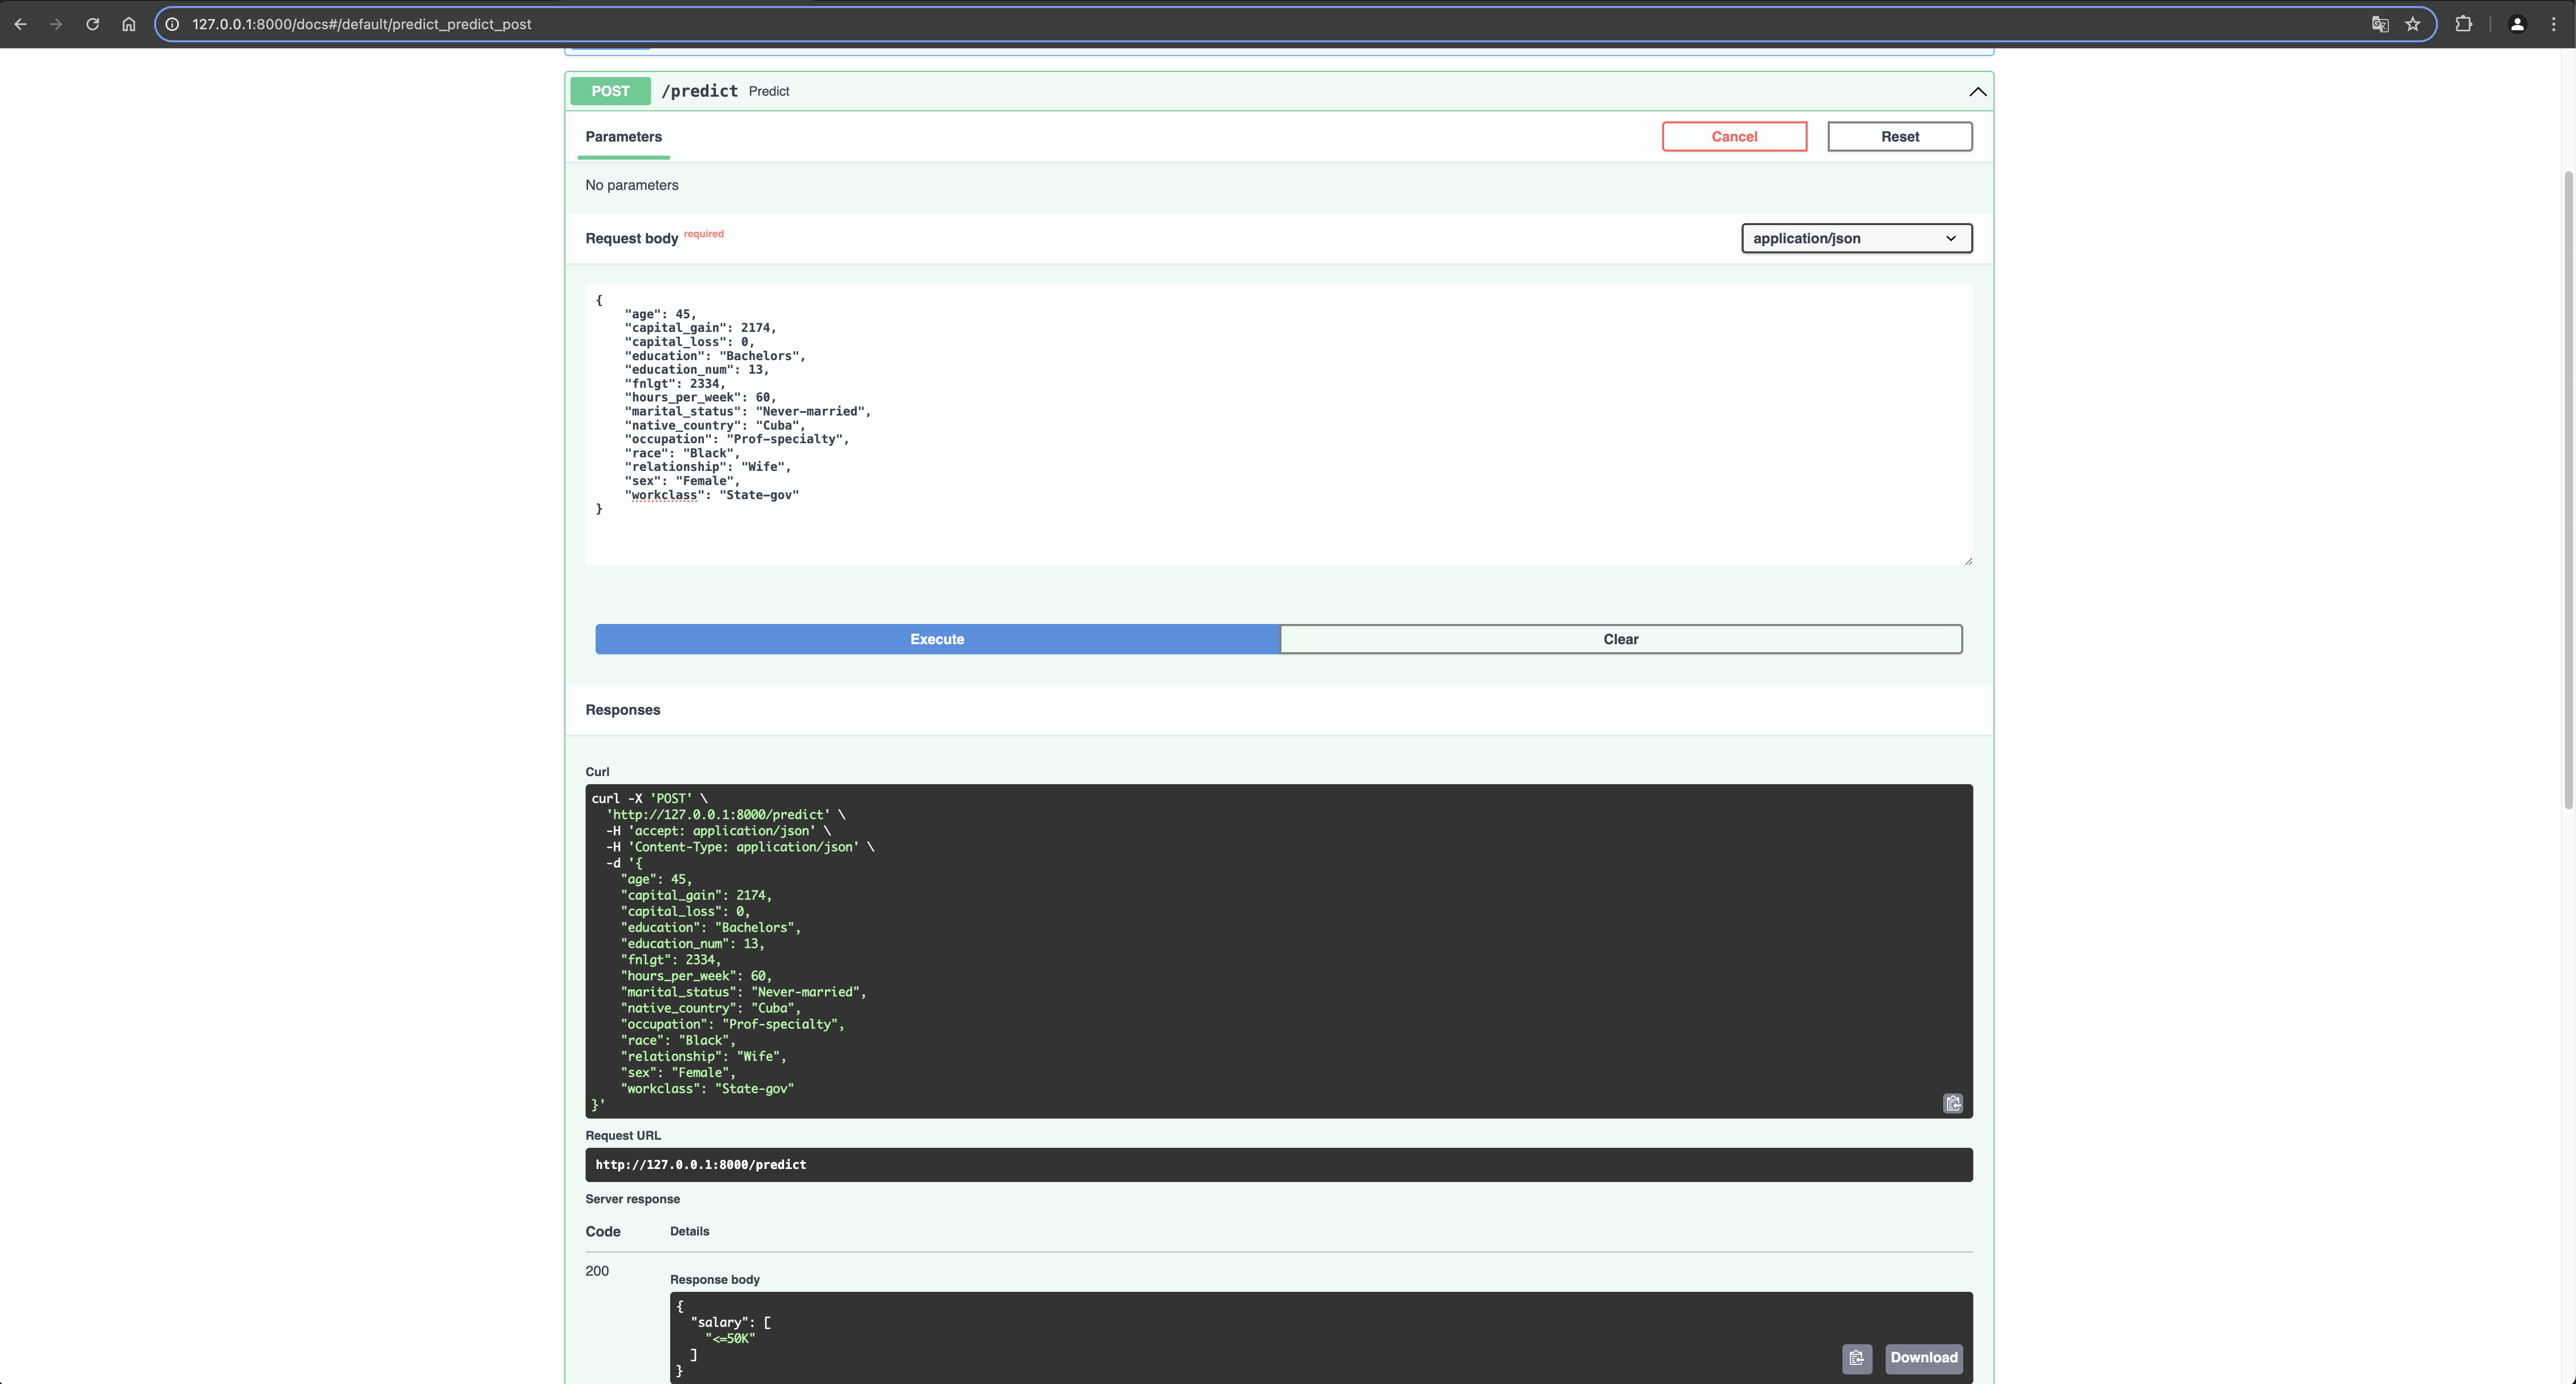 127.0.0.1:8000/docs#/default/predict_predict_post
POST /predict Predict
Parameters
Cancel
Reset
No parameters
Request body required
application/json
{
    "age": 45,
    "capital_gain": 2174,
    "capital_loss": 0,
    "education": "Bachelors",
    "education_num": 13,
    "fnlgt": 2334,
    "hours_per_week": 60,
    "marital_status": "Never-married",
    "native_country": "Cuba",
    "occupation": "Prof-specialty",
    "race": "Black",
    "relationship": "Wife",
    "sex": "Female",
    "workclass": "State-gov"
}
Execute
Clear
Responses
Curl
curl -X 'POST' \
  'http://127.0.0.1:8000/predict' \
  -H 'accept: application/json' \
  -H 'Content-Type: application/json' \
  -d '{
    "age": 45,
    "capital_gain": 2174,
    "capital_loss": 0,
    "education": "Bachelors",
    "education_num": 13,
    "fnlgt": 2334,
    "hours_per_week": 60,
    "marital_status": "Never-married",
    "native_country": "Cuba",
    "occupation": "Prof-specialty",
    "race": "Black",
    "relationship": "Wife",
    "sex": "Female",
    "workclass": "State-gov"
}'
Request URL
http://127.0.0.1:8000/predict
Server response
Code Details
200
Response body
{
  "salary": [
    "<=50K"
  ]
}
Download